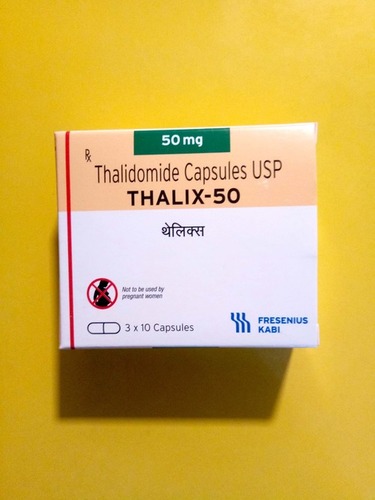 50 mg
Rx
Thalidomide Capsules USP
THALIX-50
थेलिक्स
Not to be used by
pregnant women
3 x 10 Capsules
FRESENIUS
KABI